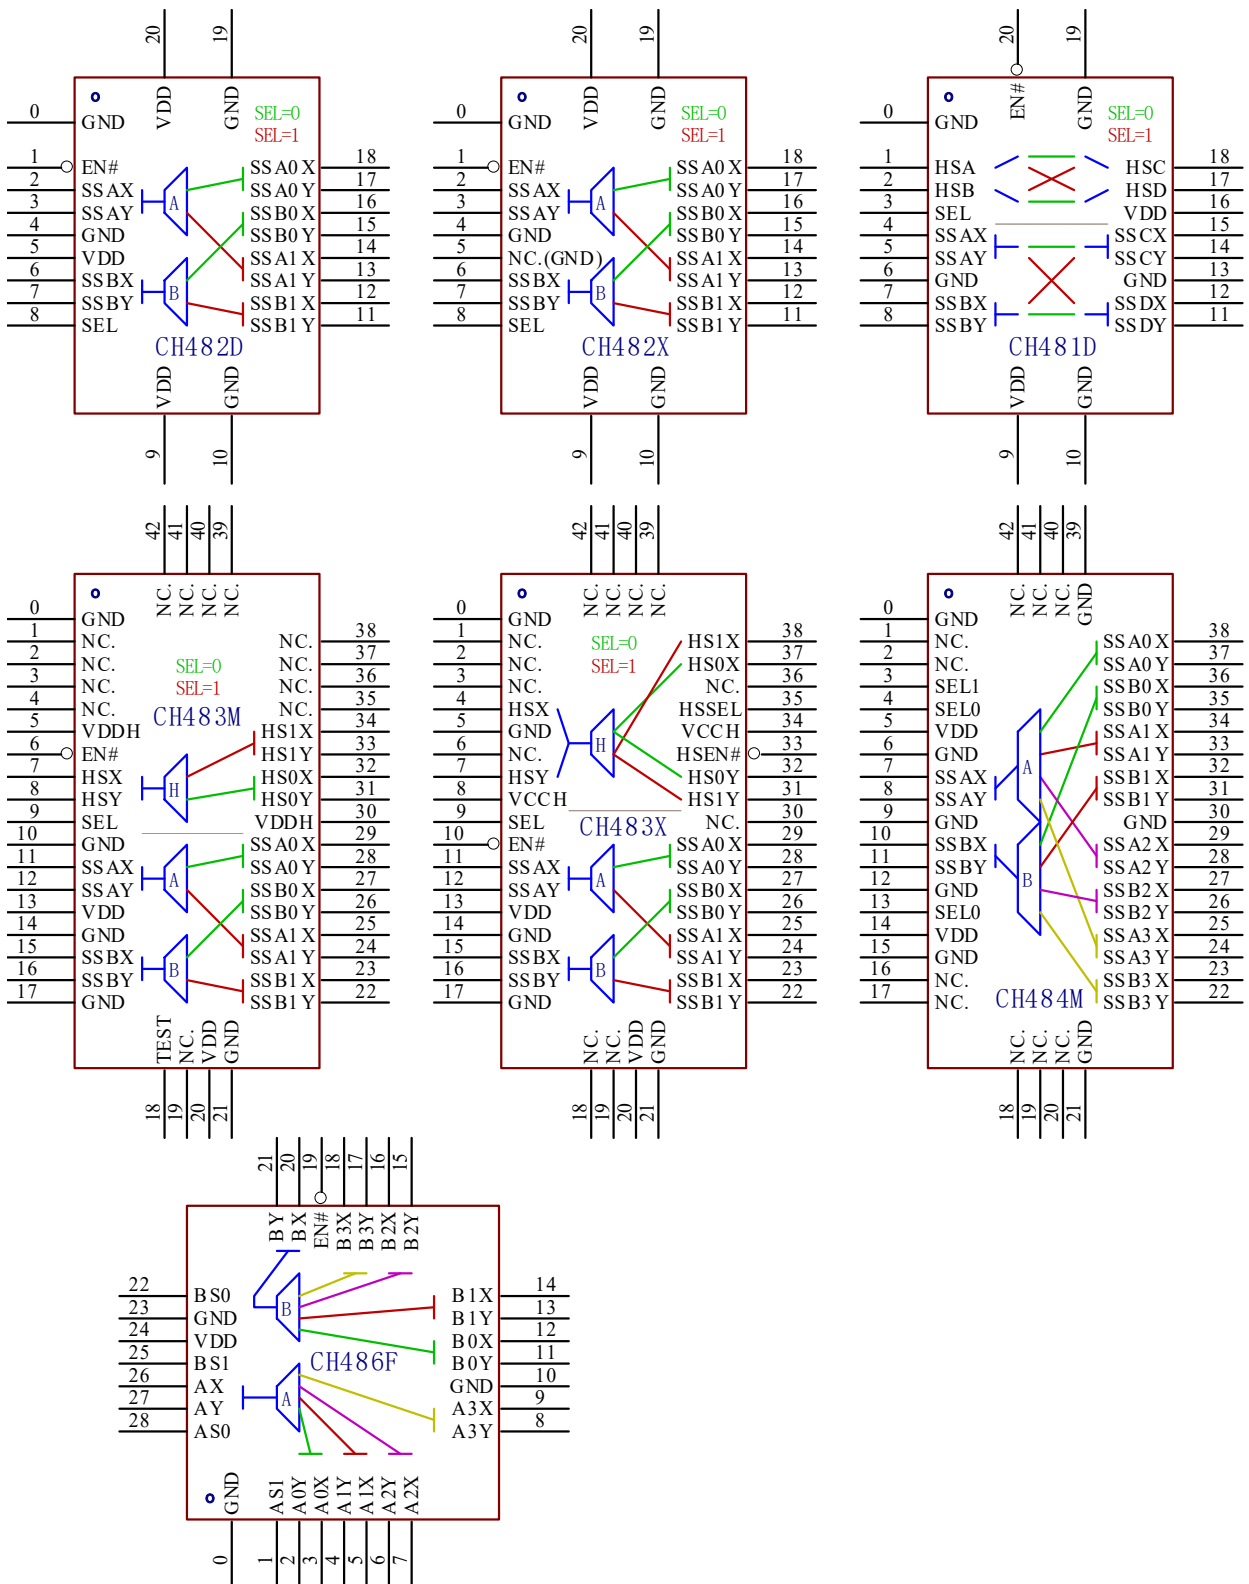 20 19
VDD GND
0 GND SEL=0
SEL=1
1 EN# SSA0X 18
2 SSAX SSA0Y 17
3 SSAY A SSB0X 16
4 GND SSB0Y 15
5 VDD SSA1X 14
6 SSBX SSA1Y 13
7 SSBY B SSB1X 12
8 SEL SSB1Y 11
CH482D
VDD GND
9 10
20 19
VDD GND
0 GND SEL=0
SEL=1
1 EN# SSA0X 18
2 SSAX SSA0Y 17
3 SSAY A SSB0X 16
4 GND SSB0Y 15
5 NC.(GND) SSA1X 14
6 SSBX SSA1Y 13
7 SSBY B SSB1X 12
8 SEL SSB1Y 11
CH482X
VDD GND
9 10
20 19
EN# GND
0 GND SEL=0
SEL=1
1 HSA HSC 18
2 HSB HSD 17
3 SEL VDD 16
4 SSAX SSCX 15
5 SSAY SSCY 14
6 GND GND 13
7 SSBX SSDX 12
8 SSBY SSDY 11
CH481D
VDD GND
9 10
42 41 40 39
NC. NC. NC. NC.
0 GND
1 NC. NC. 38
2 NC. SEL=0 NC. 37
3 NC. SEL=1 NC. 36
4 NC. NC. 35
CH483M
5 VDDH HS1X 34
6 EN# HS1Y 33
7 HSX H HS0X 32
8 HSY HS0Y 31
9 SEL VDDH 30
10 GND SSA0X 29
11 SSAX A SSA0Y 28
12 SSAY SSB0X 27
13 VDD SSB0Y 26
14 GND SSA1X 25
15 SSBX B SSA1Y 24
16 SSBY SSB1X 23
17 GND SSB1Y 22
TEST NC. VDD GND
18 19 20 21
42 41 40 39
NC. NC. NC. NC.
0 GND
1 NC. SEL=0 HS1X 38
2 NC. SEL=1 HS0X 37
3 NC. NC. 36
4 HSX HSSEL 35
5 GND H VCCH 34
6 NC. HSEN# 33
7 HSY HS0Y 32
8 VCCH HS1Y 31
9 SEL NC. 30
CH483X
10 EN# SSA0X 29
11 SSAX A SSA0Y 28
12 SSAY SSB0X 27
13 VDD SSB0Y 26
14 GND SSA1X 25
15 SSBX B SSA1Y 24
16 SSBY SSB1X 23
17 GND SSB1Y 22
NC. NC. VDD GND
18 19 20 21
42 41 40 39
NC. NC. NC. GND
0 GND
1 NC. SSA0X 38
2 NC. SSA0Y 37
3 SEL1 SSB0X 36
4 SEL0 SSB0Y 35
5 VDD SSA1X 34
6 GND A SSA1Y 33
7 SSAX SSB1X 32
8 SSAY SSB1Y 31
9 GND GND 30
10 SSBX SSA2X 29
11 SSBY B SSA2Y 28
12 GND SSB2X 27
13 SEL0 SSB2Y 26
14 VDD SSA3X 25
15 GND SSA3Y 24
16 NC. SSB3X 23
17 NC. SSB3Y 22
CH484M
NC. NC. NC. GND
18 19 20 21
21 20 19 18 17 16 15
BY BX EN# B3X B3Y B2X B2Y
22 BS0 B B1X 14
23 GND B1Y 13
24 VDD B0X 12
25 BS1 CH486F B0Y 11
26 AX GND 10
27 AY A A3X 9
28 AS0 A3Y 8
GND AS1 A0Y A0X A1Y A1X A2Y A2X
0 1 2 3 4 5 6 7